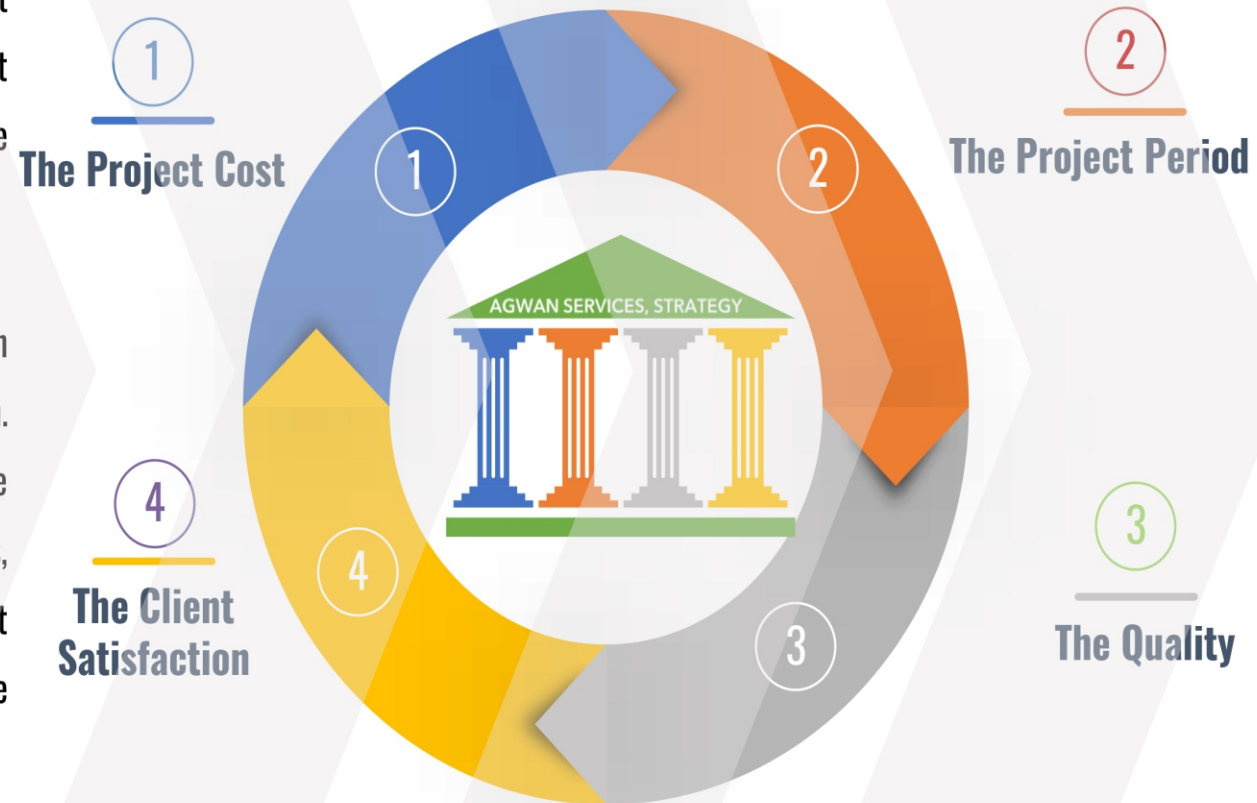 1
The Project Cost
2
The Project Period
1
2
AGWAN SERVICES, STRATEGY
4
The Client
Satisfaction
4
3
3
The Quality